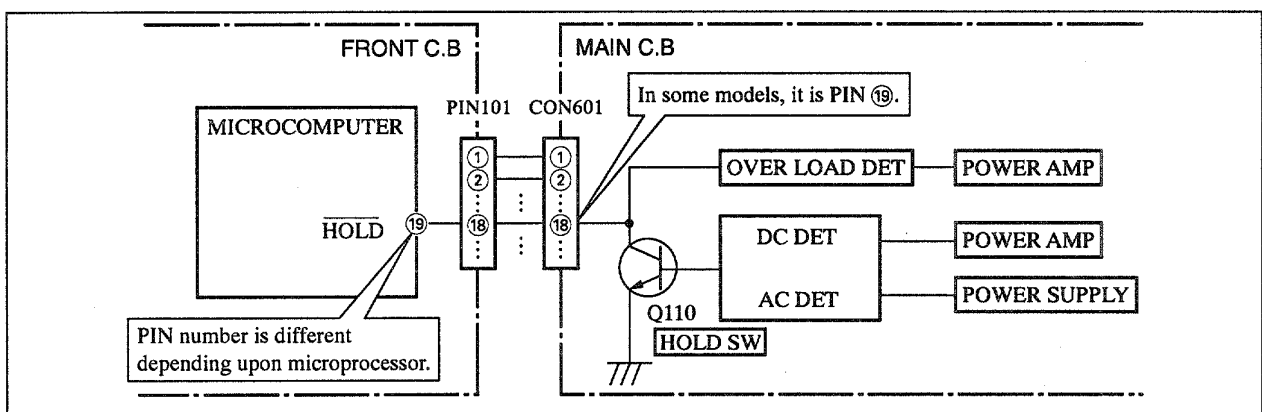 FRONT C.B
MAIN C.B
In some models, it is PIN ⑲.
PIN101 CON601
MICROCOMPUTER
① ①
② ②
OVER LOAD DET
POWER AMP
H̅O̅L̅D̅
⑲
⑱ ⑱
DC DET
POWER AMP
AC DET
POWER SUPPLY
Q110
HOLD SW
PIN number is different
depending upon microprocessor.